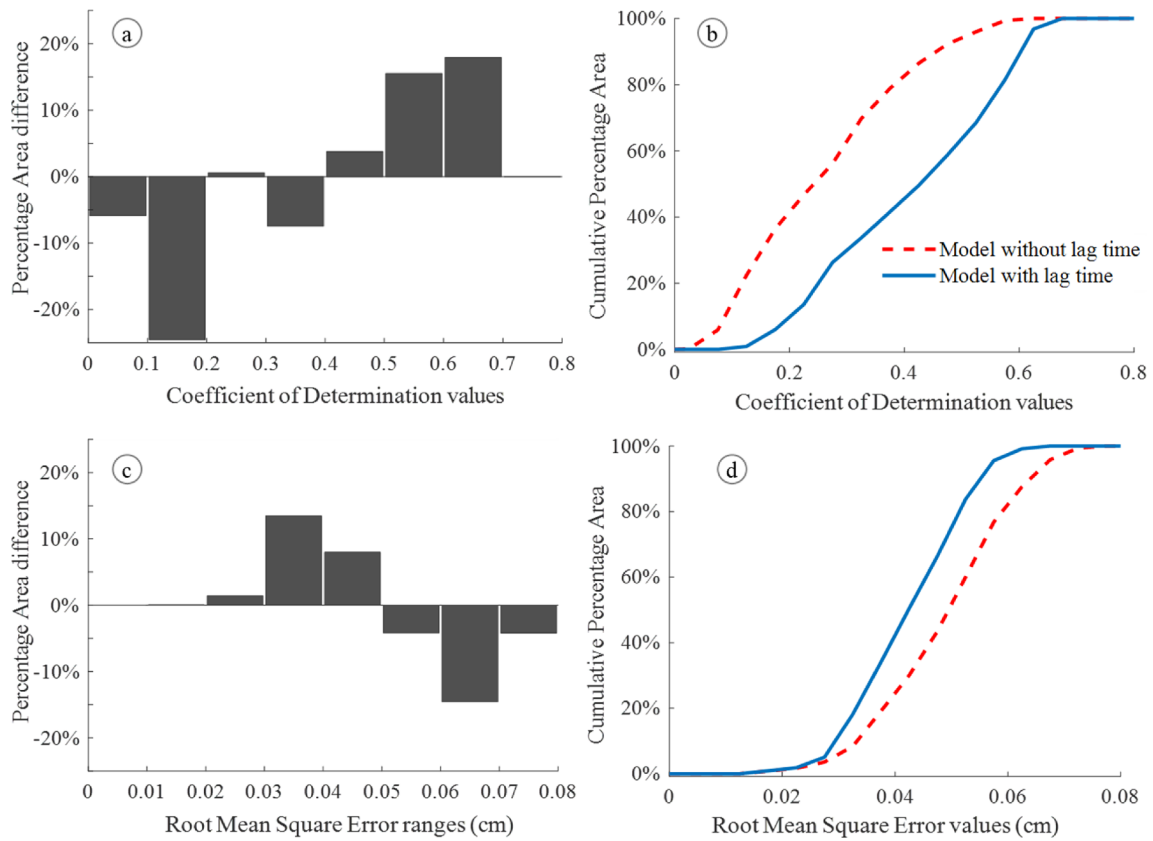 a
Percentage Area difference
20%
10%
0%
-10%
-20%
0 0.1 0.2 0.3 0.4 0.5 0.6 0.7 0.8
Coefficient of Determination values
b
Cumulative Percentage Area
100%
80%
60%
40%
20%
0%
Model without lag time
Model with lag time
0 0.2 0.4 0.6 0.8
Coefficient of Determination values
c
Percentage Area difference
20%
10%
0%
-10%
-20%
0 0.01 0.02 0.03 0.04 0.05 0.06 0.07 0.08
Root Mean Square Error ranges (cm)
d
Cumulative Percentage Area
100%
80%
60%
40%
20%
0%
0 0.02 0.04 0.06 0.08
Root Mean Square Error values (cm)